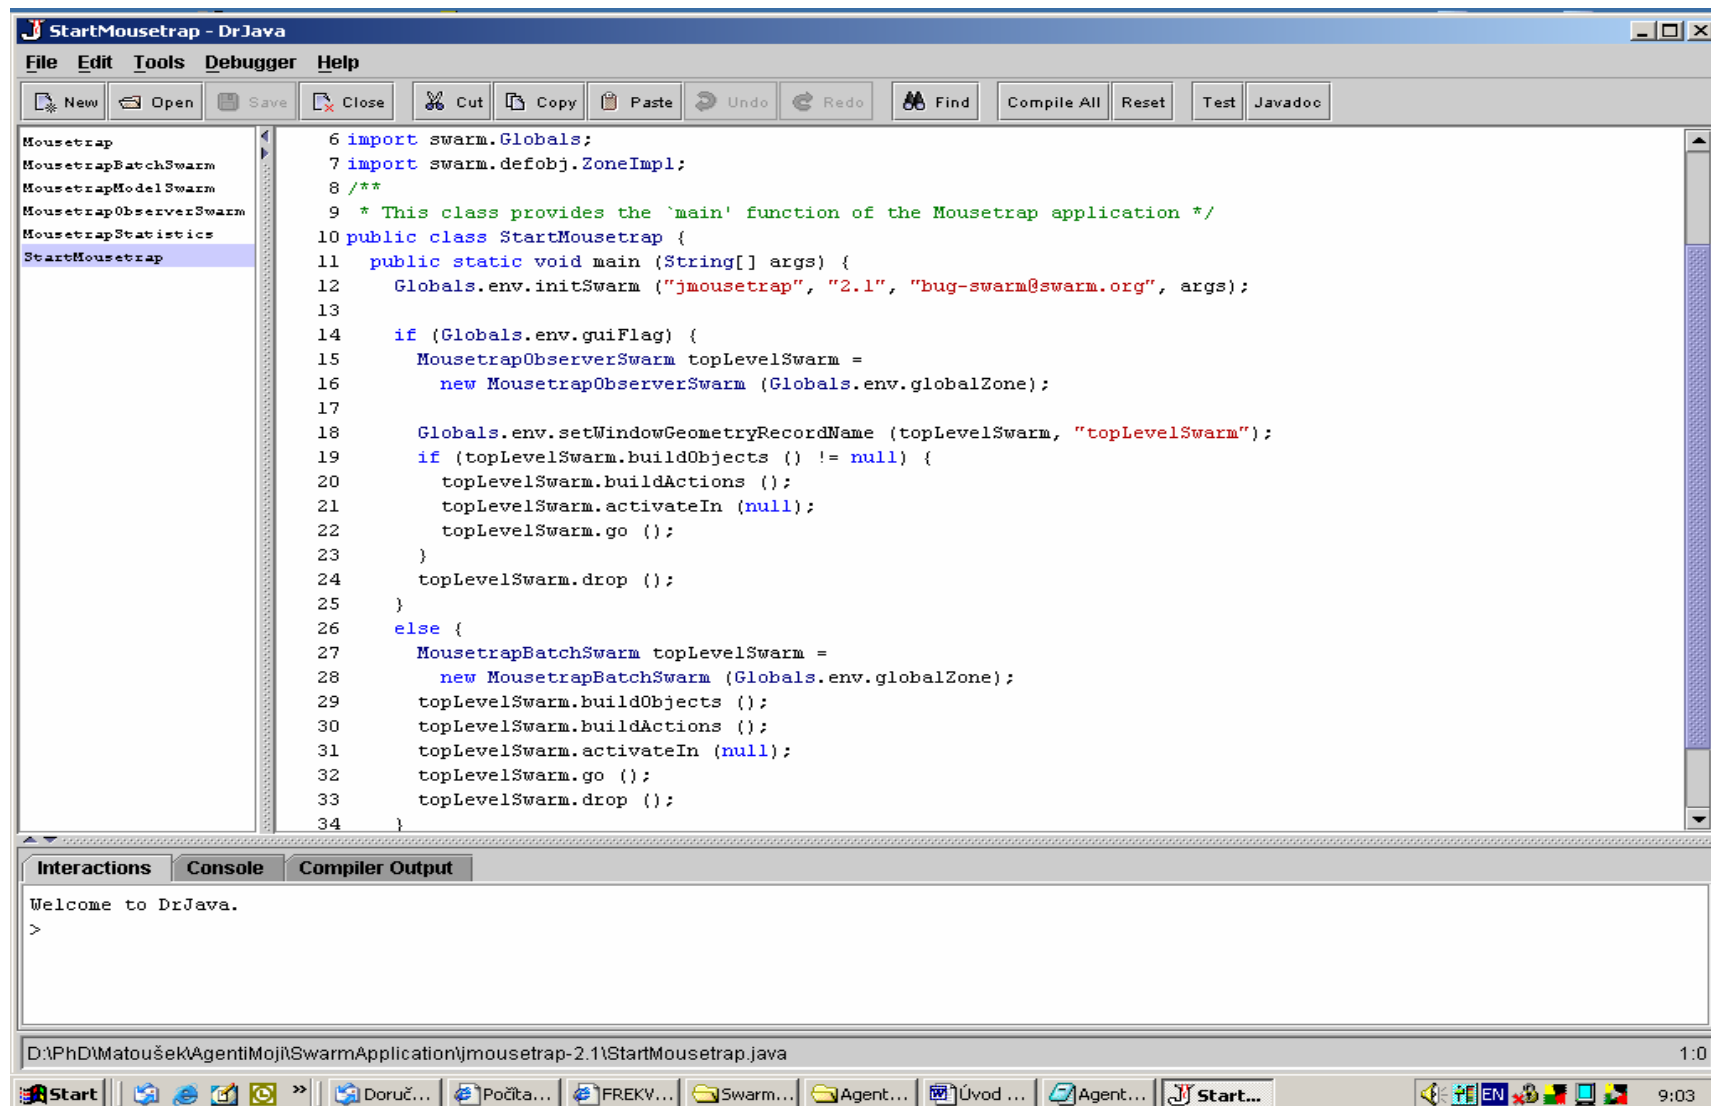 StartMousetrap - DrJava
File Edit Tools Debugger Help
New Open Save Close Cut Copy Paste Undo Redo Find Compile All Reset Test Javadoc
Mousetrap
MousetrapBatchSwarm
MousetrapModelSwarm
MousetrapObserverSwarm
MousetrapStatistics
StartMousetrap
6 import swarm.Globals;
7 import swarm.defobj.ZoneImpl;
8 /**
9 * This class provides the `main' function of the Mousetrap application */
10 public class StartMousetrap {
11 public static void main (String[] args) {
12 Globals.env.initSwarm ("jmousetrap", "2.1", "bug-swarm@swarm.org", args);
13
14 if (Globals.env.guiFlag) {
15 MousetrapObserverSwarm topLevelSwarm =
16 new MousetrapObserverSwarm (Globals.env.globalZone);
17
18 Globals.env.setWindowGeometryRecordName (topLevelSwarm, "topLevelSwarm");
19 if (topLevelSwarm.buildObjects () != null) {
20 topLevelSwarm.buildActions ();
21 topLevelSwarm.activateIn (null);
22 topLevelSwarm.go ();
23 }
24 topLevelSwarm.drop ();
25 }
26 else {
27 MousetrapBatchSwarm topLevelSwarm =
28 new MousetrapBatchSwarm (Globals.env.globalZone);
29 topLevelSwarm.buildObjects ();
30 topLevelSwarm.buildActions ();
31 topLevelSwarm.activateIn (null);
32 topLevelSwarm.go ();
33 topLevelSwarm.drop ();
34 }
Interactions Console Compiler Output
Welcome to DrJava.
>
D:\PhD\Matoušek\AgentiMoji\SwarmApplication\jmousetrap-2.1\StartMousetrap.java 1:0
Start » Doruč... Počíta... FREKV... Swarm... Agent... Úvod ... Agent... Start... EN 9:03